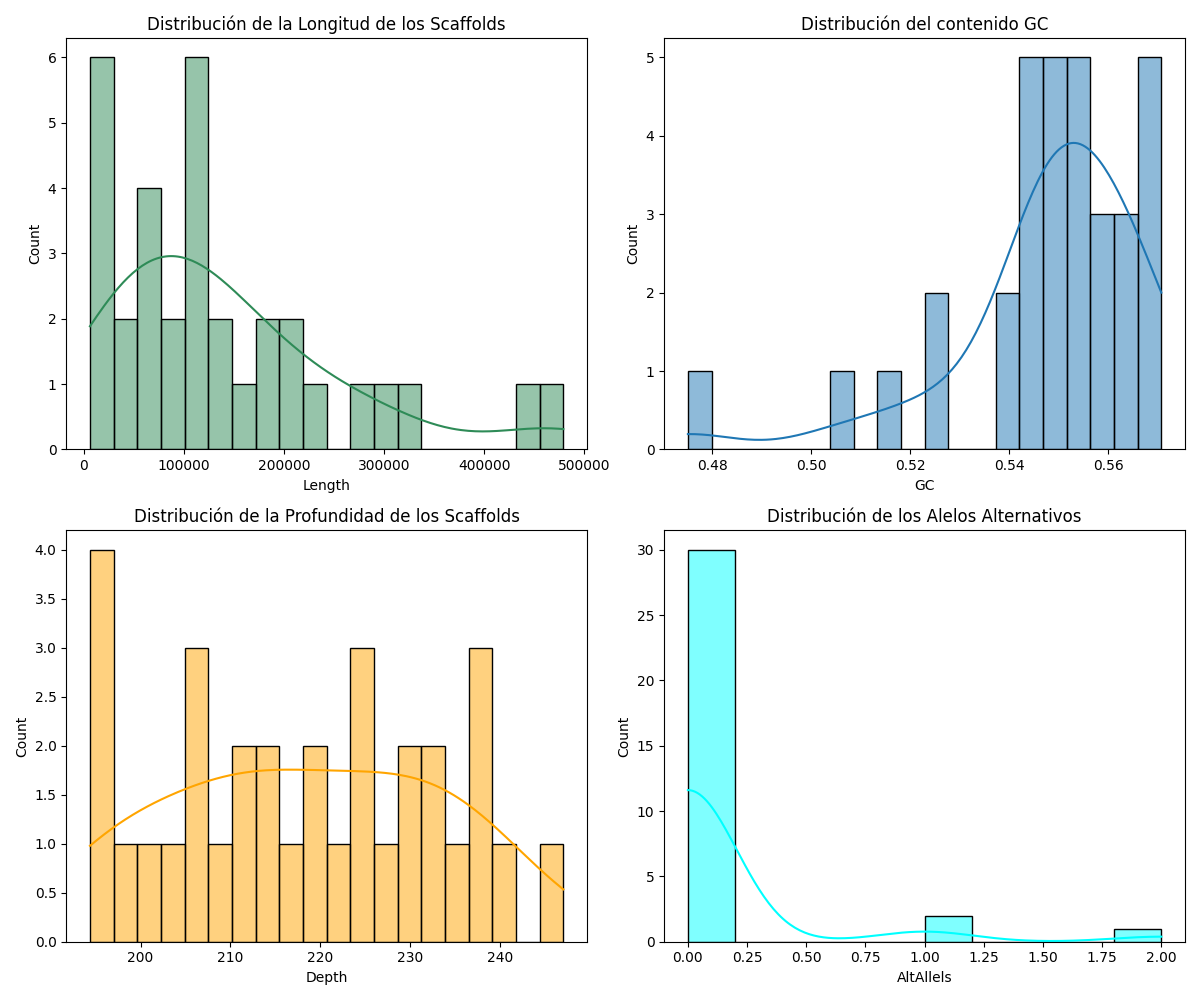 Distribución de la Longitud de los Scaffolds
6
5
4
3
2
1
0
Count
0 100000 200000 300000 400000 500000
Length
Distribución del contenido GC
5
4
3
2
1
0
Count
0.48 0.50 0.52 0.54 0.56
GC
Distribución de la Profundidad de los Scaffolds
4.0
3.5
3.0
2.5
2.0
1.5
1.0
0.5
0.0
Count
200 210 220 230 240
Depth
Distribución de los Alelos Alternativos
30
25
20
15
10
5
0
Count
0.00 0.25 0.50 0.75 1.00 1.25 1.50 1.75 2.00
AltAllels